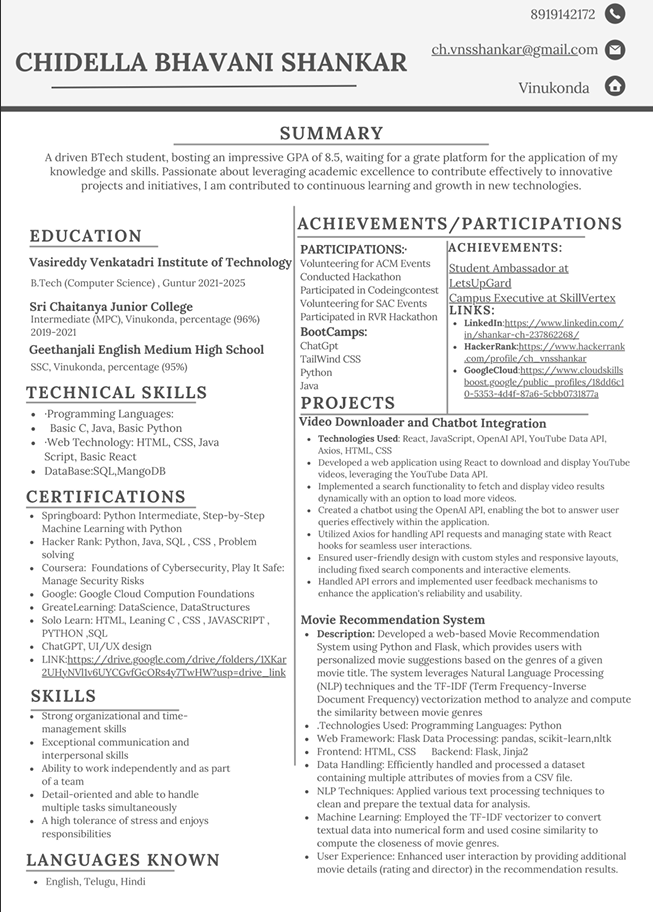 8919142172
ch.vnsshankar@gmail.com
CHIDELLA BHAVANI SHANKAR
Vinukonda
SUMMARY
A driven BTech student, bosting an impressive GPA of 8.5, waiting for a grate platform for the application of my
knowledge and skills. Passionate about leveraging academic excellence to contribute effectively to innovative
projects and initiatives, I am contributed to continuous learning and growth in new technologies.
EDUCATION
Vasireddy Venkatadri Institute of Technology
B.Tech (Computer Science) , Guntur 2021-2025
Sri Chaitanya Junior College
Intermediate (MPC), Vinukonda, percentage (96%)
2019-2021
Geethanjali English Medium High School
SSC, Vinukonda, percentage (95%)
TECHNICAL SKILLS
• ·Programming Languages:
• Basic C, Java, Basic Python
• ·Web Technology: HTML, CSS, Java
Script, Basic React
• DataBase:SQL,MangoDB
CERTIFICATIONS
• Springboard: Python Intermediate, Step-by-Step
Machine Learning with Python
• Hacker Rank: Python, Java, SQL , CSS , Problem
solving
• Coursera: Foundations of Cybersecurity, Play It Safe:
Manage Security Risks
• Google: Google Cloud Compution Foundations
• GreateLearning: DataScience, DataStructures
• Solo Learn: HTML, Leaning C , CSS , JAVASCRIPT ,
PYTHON ,SQL
• ChatGPT, UI/UX design
• LINK:https://drive.google.com/drive/folders/1XKar
2UHyNVl1v6UYCGvfGcORs4y7TwHW?usp=drive_link
SKILLS
• Strong organizational and time-
management skills
• Exceptional communication and
interpersonal skills
• Ability to work independently and as part
of a team
• Detail-oriented and able to handle
multiple tasks simultaneously
• A high tolerance of stress and enjoys
responsibilities
LANGUAGES KNOWN
• English, Telugu, Hindi
ACHIEVEMENTS/PARTICIPATIONS
PARTICIPATIONS:·
Volunteering for ACM Events
Conducted Hackathon
Participated in Codeingcontest
Volunteering for SAC Events
Participated in RVR Hackathon
BootCamps:
ChatGpt
TailWind CSS
Python
Java
ACHIEVEMENTS:
Student Ambassador at
LetsUpGard
Campus Executive at SkillVertex
LINKS:
• LinkedIn:https://www.linkedin.com/
in/shankar-ch-237862268/
• HackerRank:https://www.hackerrank
.com/profile/ch_vnsshankar
• GoogleCloud:https://www.cloudskills
boost.google/public_profiles/18dd6c1
0-5353-4d4f-87a6-5cbb0731877a
PROJECTS
Video Downloader and Chatbot Integration
• Technologies Used: React, JavaScript, OpenAI API, YouTube Data API,
Axios, HTML, CSS
• Developed a web application using React to download and display YouTube
videos, leveraging the YouTube Data API.
• Implemented a search functionality to fetch and display video results
dynamically with an option to load more videos.
• Created a chatbot using the OpenAI API, enabling the bot to answer user
queries effectively within the application.
• Utilized Axios for handling API requests and managing state with React
hooks for seamless user interactions.
• Ensured user-friendly design with custom styles and responsive layouts,
including fixed search components and interactive elements.
• Handled API errors and implemented user feedback mechanisms to
enhance the application's reliability and usability.
Movie Recommendation System
• Description: Developed a web-based Movie Recommendation
System using Python and Flask, which provides users with
personalized movie suggestions based on the genres of a given
movie title. The system leverages Natural Language Processing
(NLP) techniques and the TF-IDF (Term Frequency-Inverse
Document Frequency) vectorization method to analyze and compute
the similarity between movie genres
• .Technologies Used: Programming Languages: Python
• Web Framework: Flask Data Processing: pandas, scikit-learn,nltk
• Frontend: HTML, CSS Backend: Flask, Jinja2
• Data Handling: Efficiently handled and processed a dataset
containing multiple attributes of movies from a CSV file.
• NLP Techniques: Applied various text processing techniques to
clean and prepare the textual data for analysis.
• Machine Learning: Employed the TF-IDF vectorizer to convert
textual data into numerical form and used cosine similarity to
compute the closeness of movie genres.
• User Experience: Enhanced user interaction by providing additional
movie details (rating and director) in the recommendation results.